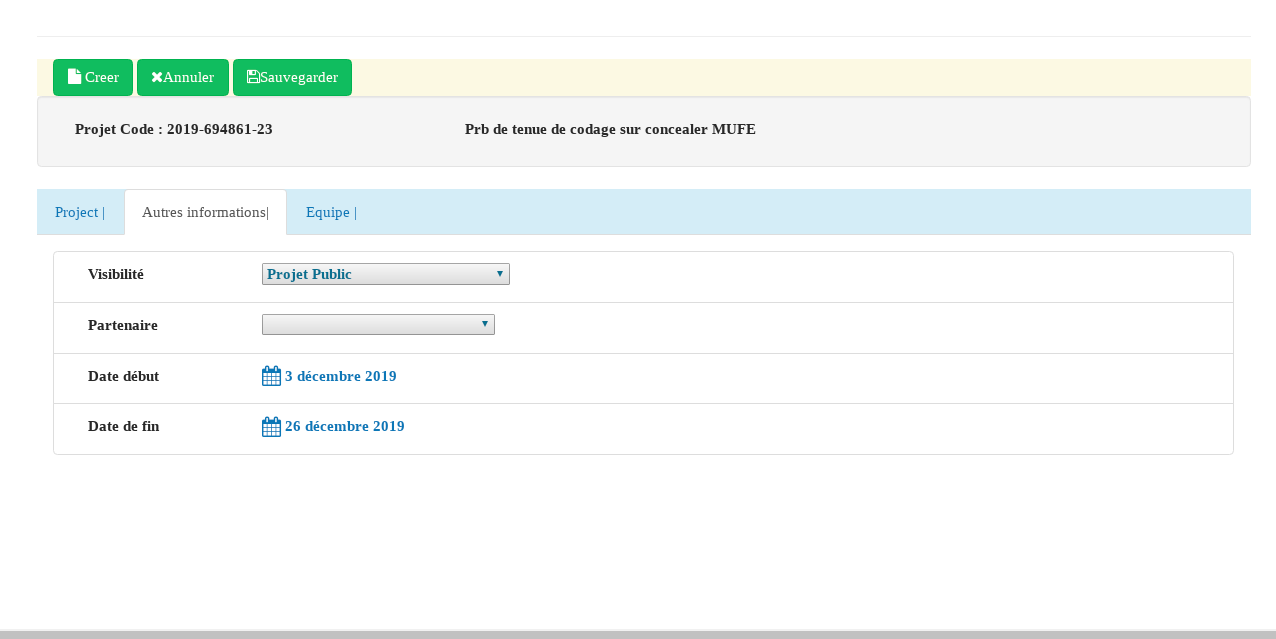 Creer Annuler Sauvegarder
Projet Code : 2019-694861-23 Prb de tenue de codage sur concealer MUFE
Project | Autres informations| Equipe |
Visibilité Projet Public
Partenaire
Date début 3 décembre 2019
Date de fin 26 décembre 2019